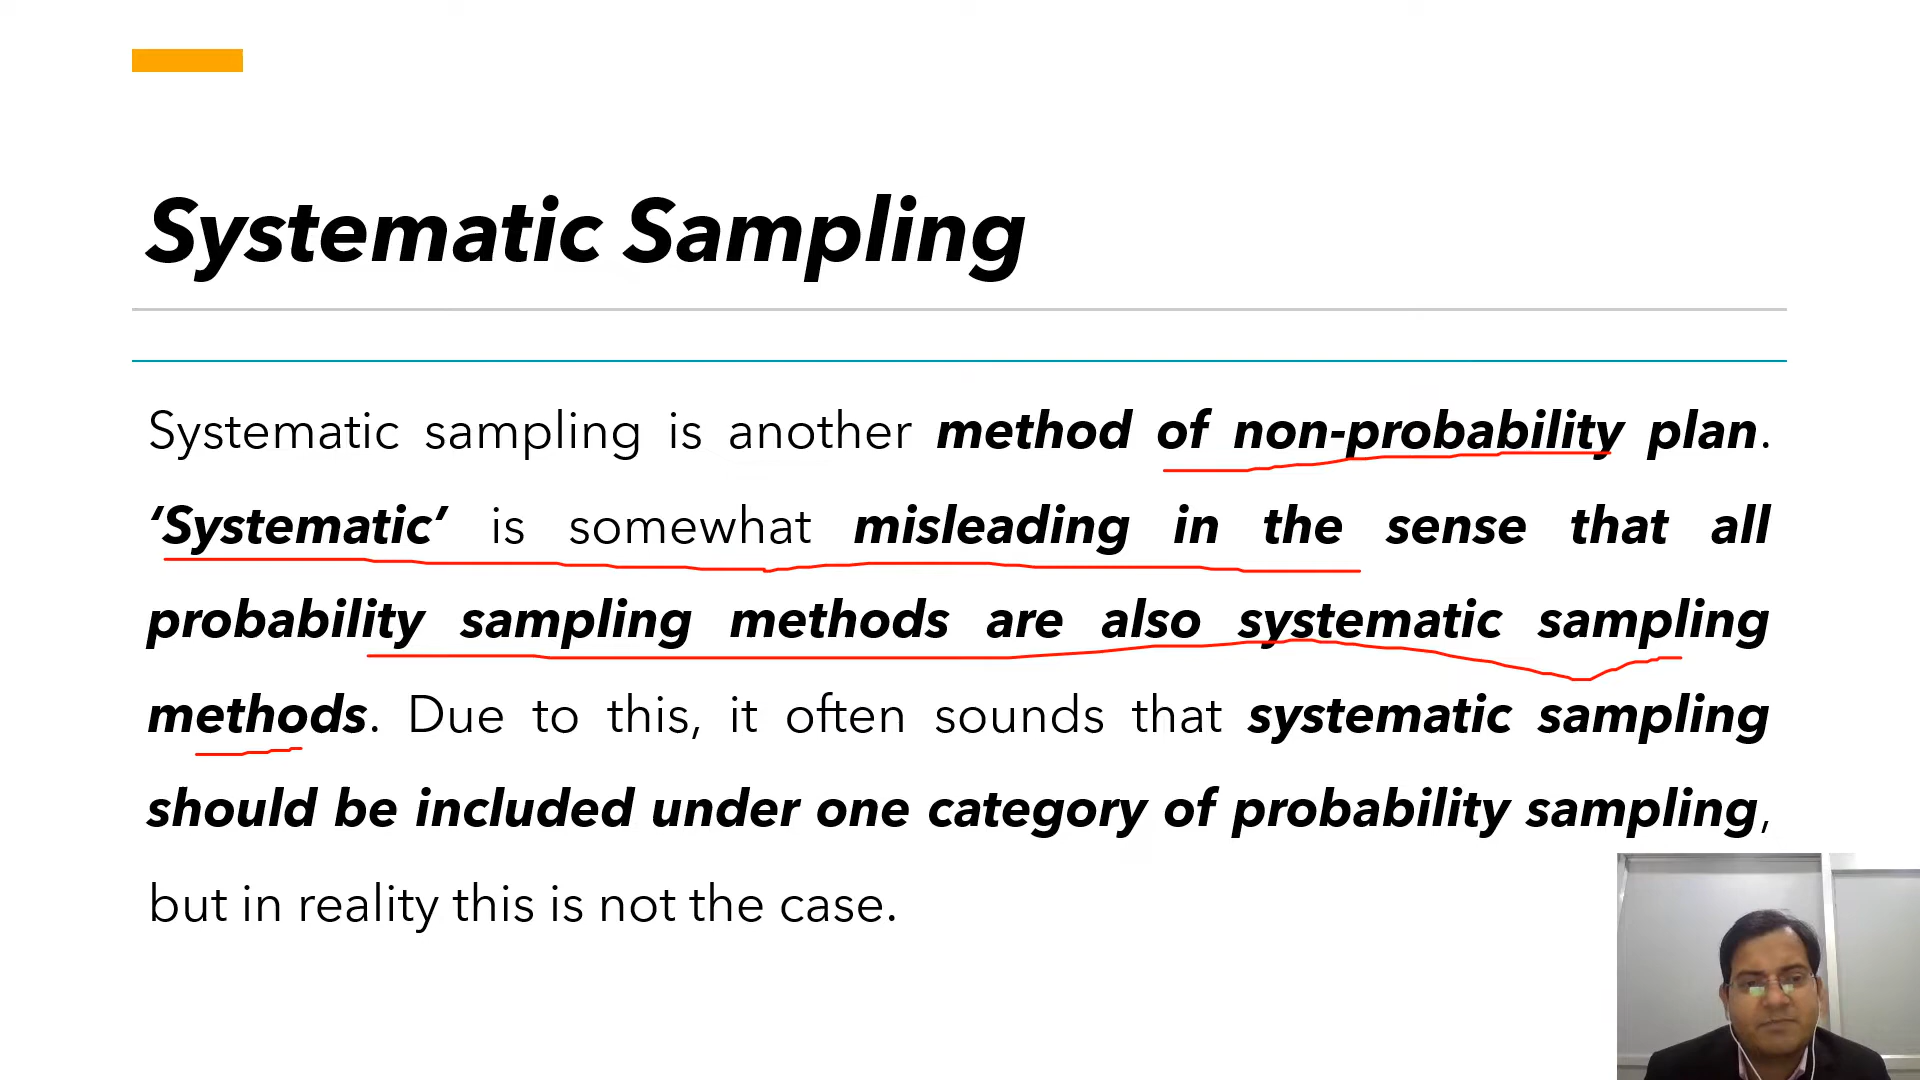 Systematic Sampling
Systematic sampling is another method of non-probability plan.
‘Systematic’ is somewhat misleading in the sense that all
probability sampling methods are also systematic sampling
methods. Due to this, it often sounds that systematic sampling
should be included under one category of probability sampling,
but in reality this is not the case.